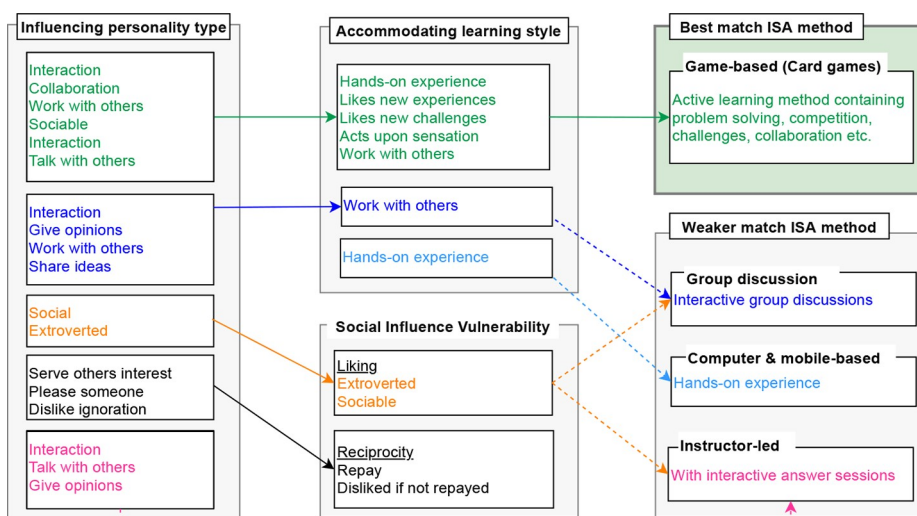 Influencing personality type
Interaction
Collaboration
Work with others
Sociable
Interaction
Talk with others
Interaction
Give opinions
Work with others
Share ideas
Social
Extroverted
Serve others interest
Please someone
Dislike ignoration
Interaction
Talk with others
Give opinions
Accommodating learning style
Hands-on experience
Likes new experiences
Likes new challenges
Acts upon sensation
Work with others
Work with others
Hands-on experience
Social Influence Vulnerability
Liking
Extroverted
Sociable
Reciprocity
Repay
Disliked if not repayed
Best match ISA method
Game-based (Card games)
Active learning method containing
problem solving, competition,
challenges, collaboration etc.
Weaker match ISA method
Group discussion
Interactive group discussions
Computer & mobile-based
Hands-on experience
Instructor-led
With interactive answer sessions